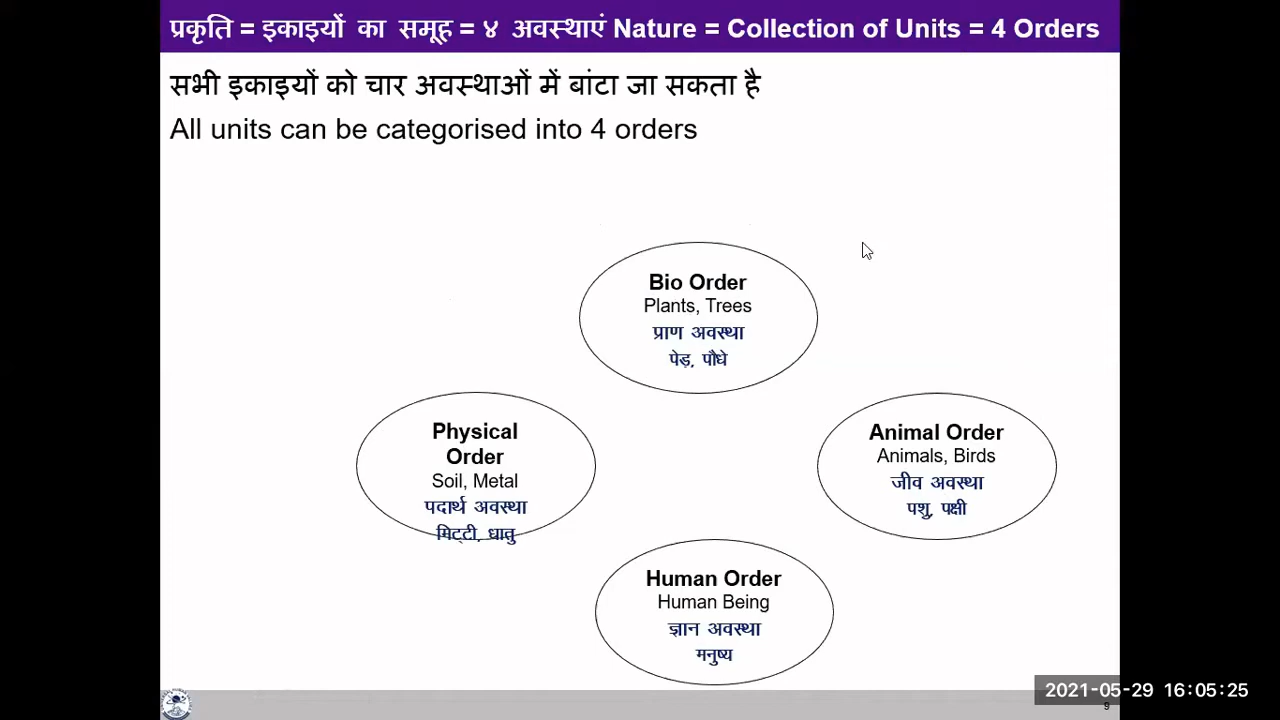 प्रकृति = इकाइयों का समूह = ४ अवस्थाएं Nature = Collection of Units = 4 Orders
सभी इकाइयों को चार अवस्थाओं में बांटा जा सकता है
All units can be categorised into 4 orders
Bio Order
Plants, Trees
प्राण अवस्था
पेड़, पौधे
Physical
Order
Soil, Metal
पदार्थ अवस्था
मिट्टी, धातु
Animal Order
Animals, Birds
जीव अवस्था
पशु, पक्षी
Human Order
Human Being
ज्ञान अवस्था
मनुष्य
2021-05-29 16:05:25
9